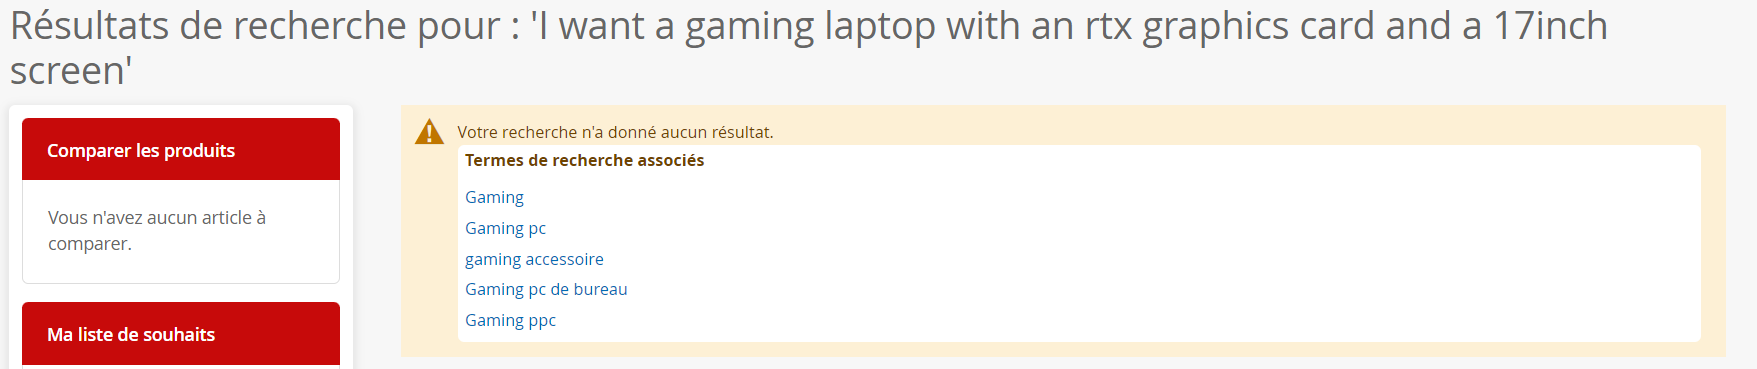 Résultats de recherche pour : 'I want a gaming laptop with an rtx graphics card and a 17inch
screen'
Comparer les produits
Vous n'avez aucun article à
comparer.
Ma liste de souhaits
Votre recherche n'a donné aucun résultat.
Termes de recherche associés
Gaming
Gaming pc
gaming accessoire
Gaming pc de bureau
Gaming ppc